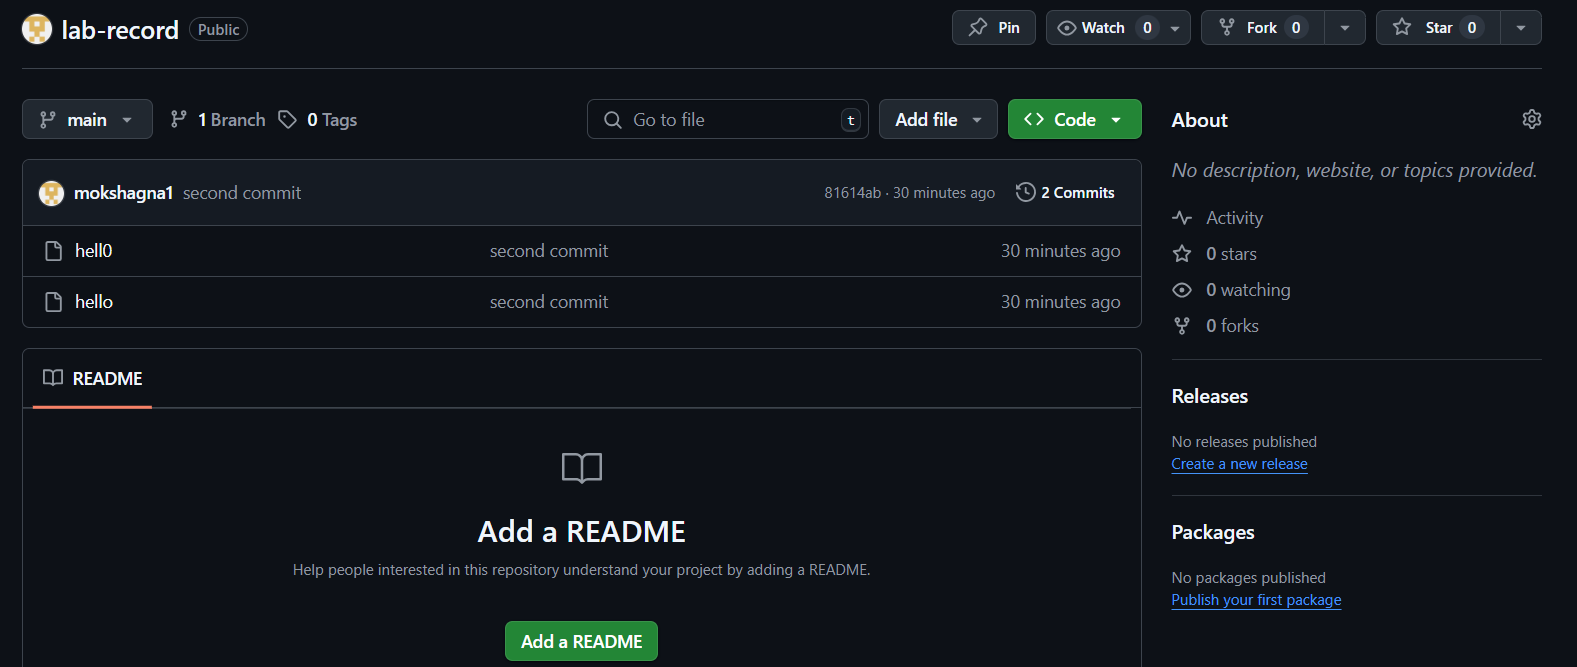 lab-record Public
Pin
Watch 0
Fork 0
Star 0
main
1 Branch
0 Tags
Go to file t
Add file
Code
mokshagna1 second commit
81614ab · 30 minutes ago
2 Commits
hell0 second commit 30 minutes ago
hello second commit 30 minutes ago
README
Add a README
Help people interested in this repository understand your project by adding a README.
Add a README
About
No description, website, or topics provided.
Activity
0 stars
0 watching
0 forks
Releases
No releases published
Create a new release
Packages
No packages published
Publish your first package